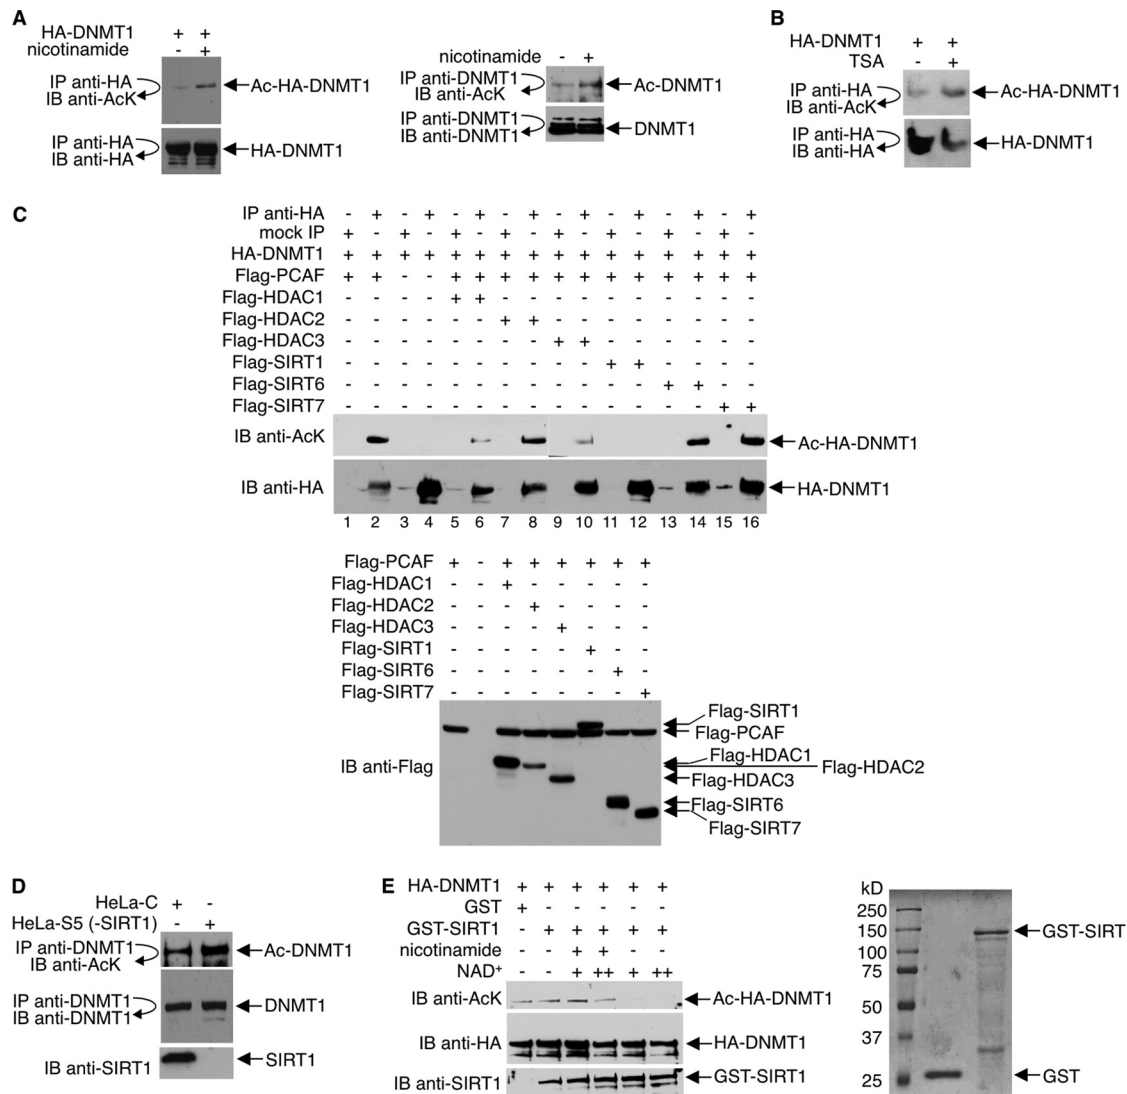 A
HA-DNMT1 + +
nicotinamide - +
IP anti-HA
IB anti-AcK
Ac-HA-DNMT1
IP anti-HA
IB anti-HA
HA-DNMT1
nicotinamide - +
IP anti-DNMT1
IB anti-AcK
Ac-DNMT1
IP anti-DNMT1
IB anti-DNMT1
DNMT1
B
HA-DNMT1 + +
TSA - +
IP anti-HA
IB anti-AcK
Ac-HA-DNMT1
IP anti-HA
IB anti-HA
HA-DNMT1
C
IP anti-HA - + - + - + - + - + - + - + - +
mock IP + - + - + - + - + - + - + - + -
HA-DNMT1 + + + + + + + + + + + + + + + +
Flag-PCAF + + - - + + + + + + + + + + + +
Flag-HDAC1 - - - - + + - - - - - - - - - -
Flag-HDAC2 - - - - - - + + - - - - - - - -
Flag-HDAC3 - - - - - - - - + + - - - - - -
Flag-SIRT1 - - - - - - - - - - + + - - - -
Flag-SIRT6 - - - - - - - - - - - - + + - -
Flag-SIRT7 - - - - - - - - - - - - - - + +
IB anti-AcK
Ac-HA-DNMT1
IB anti-HA
HA-DNMT1
1 2 3 4 5 6 7 8 9 10 11 12 13 14 15 16
Flag-PCAF + - + + + + + +
Flag-HDAC1 - - + - - - - -
Flag-HDAC2 - - - + - - - -
Flag-HDAC3 - - - - + - - -
Flag-SIRT1 - - - - - + - -
Flag-SIRT6 - - - - - - + -
Flag-SIRT7 - - - - - - - +
IB anti-Flag
Flag-SIRT1
Flag-PCAF
Flag-HDAC1
Flag-HDAC2
Flag-HDAC3
Flag-SIRT6
Flag-SIRT7
D
HeLa-C + -
HeLa-S5 (-SIRT1) - +
IP anti-DNMT1
IB anti-AcK
Ac-DNMT1
IP anti-DNMT1
IB anti-DNMT1
DNMT1
IB anti-SIRT1
SIRT1
E
HA-DNMT1 + + + + + +
GST + - - - - -
GST-SIRT1 - + + + + +
nicotinamide - - + + - -
NAD+ - - + ++ + ++
IB anti-AcK
Ac-HA-DNMT1
IB anti-HA
HA-DNMT1
IB anti-SIRT1
GST-SIRT1
kD
250
150
100
75
50
37
25
GST-SIRT
GST